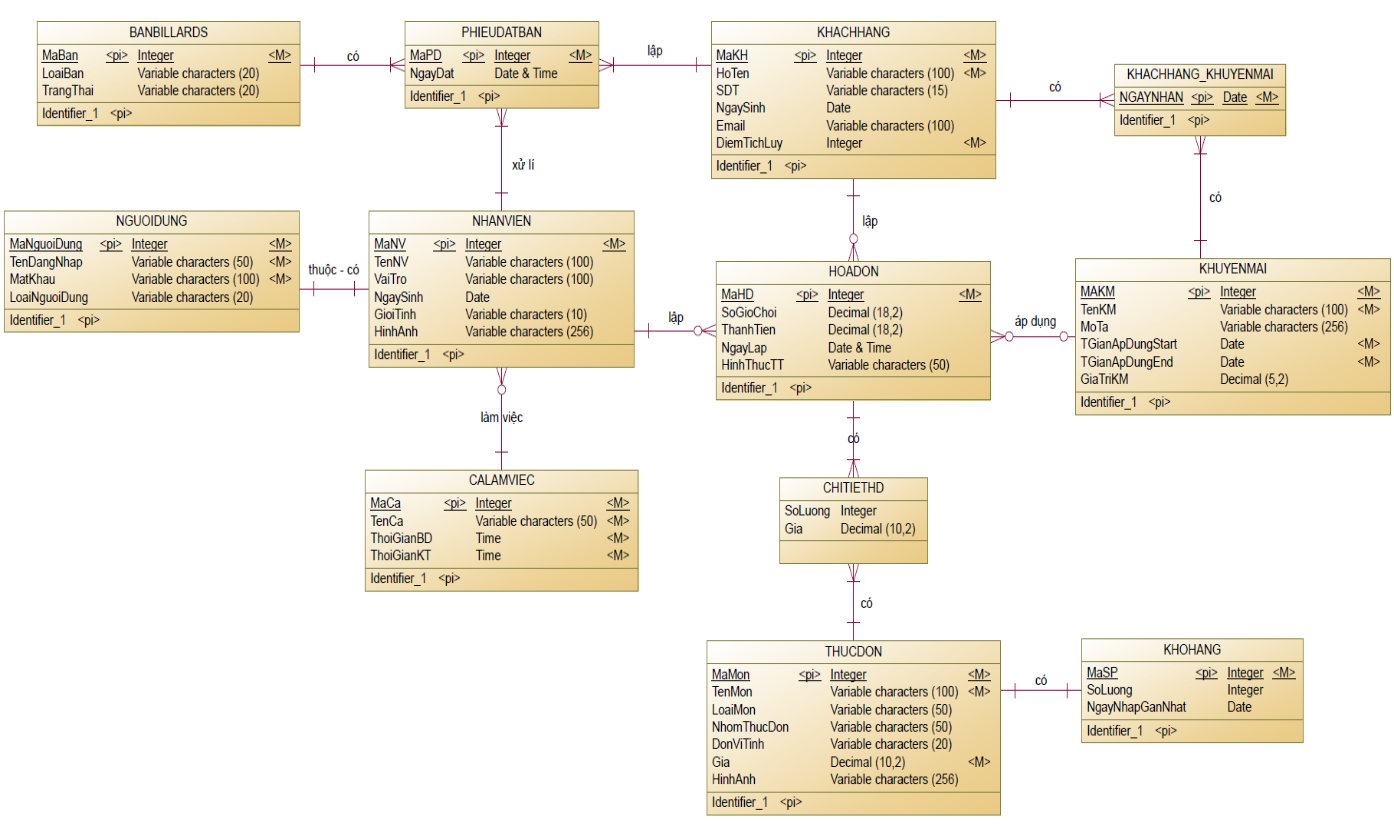 BANBILLARDS
MaBan <pi> Integer <M>
LoaiBan Variable characters (20)
TrangThai Variable characters (20)
Identifier_1 <pi>
có
PHIEUDATBAN
MaPD <pi> Integer <M>
NgayDat Date & Time
Identifier_1 <pi>
lập
KHACHHANG
MaKH <pi> Integer <M>
HoTen Variable characters (100) <M>
SDT Variable characters (15)
NgaySinh Date
Email Variable characters (100)
DiemTichLuy Integer <M>
Identifier_1 <pi>
có
KHACHHANG_KHUYENMAI
NGAYNHAN <pi> Date <M>
Identifier_1 <pi>
xử lí
có
lập
NGUOIDUNG
MaNguoiDung <pi> Integer <M>
TenDangNhap Variable characters (50) <M>
MatKhau Variable characters (100) <M>
LoaiNguoiDung Variable characters (20)
Identifier_1 <pi>
thuộc - có
NHANVIEN
MaNV <pi> Integer <M>
TenNV Variable characters (100)
VaiTro Variable characters (100)
NgaySinh Date
GioiTinh Variable characters (10)
HinhAnh Variable characters (256)
Identifier_1 <pi>
lập
HOADON
MaHD <pi> Integer <M>
SoGioChoi Decimal (18,2)
ThanhTien Decimal (18,2)
NgayLap Date & Time
HinhThucTT Variable characters (50)
Identifier_1 <pi>
áp dụng
KHUYENMAI
MAKM <pi> Integer <M>
TenKM Variable characters (100) <M>
MoTa Variable characters (256)
TGianApDungStart Date <M>
TGianApDungEnd Date <M>
GiaTriKM Decimal (5,2)
Identifier_1 <pi>
làm việc
có
CALAMVIEC
MaCa <pi> Integer <M>
TenCa Variable characters (50) <M>
ThoiGianBD Time <M>
ThoiGianKT Time <M>
Identifier_1 <pi>
CHITIETHD
SoLuong Integer
Gia Decimal (10,2)
có
THUCDON
MaMon <pi> Integer <M>
TenMon Variable characters (100) <M>
LoaiMon Variable characters (50)
NhomThucDon Variable characters (50)
DonViTinh Variable characters (20)
Gia Decimal (10,2) <M>
HinhAnh Variable characters (256)
Identifier_1 <pi>
có
KHOHANG
MaSP <pi> Integer <M>
SoLuong Integer
NgayNhapGanNhat Date
Identifier_1 <pi>